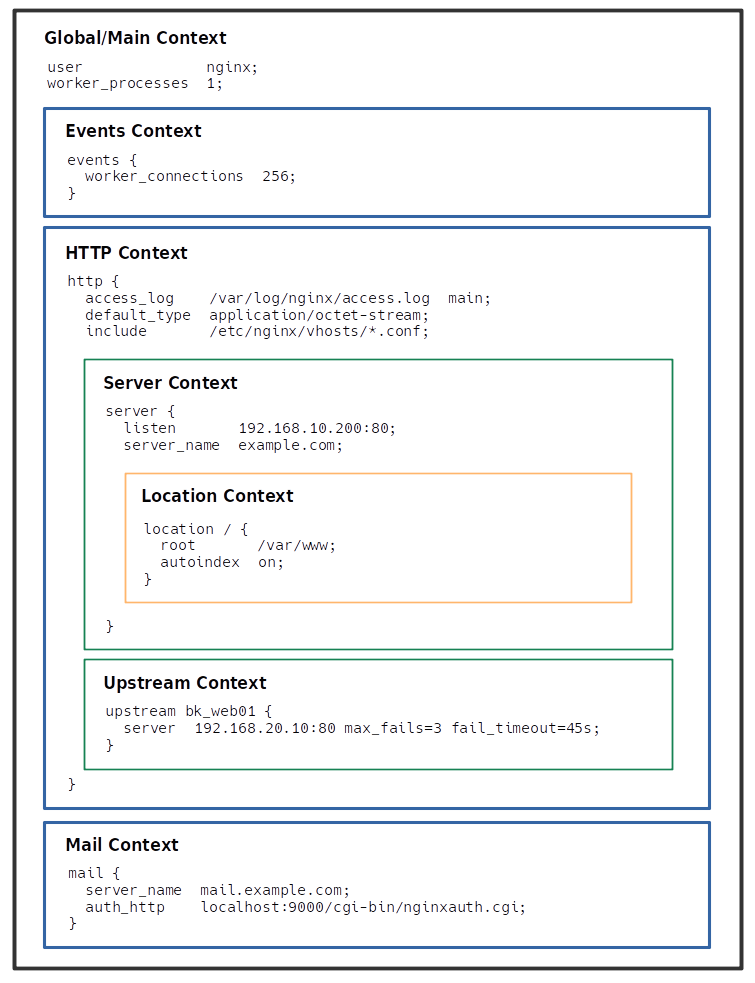 Global/Main Context
user              nginx;
worker_processes  1;
Events Context
events {
  worker_connections  256;
}
HTTP Context
http {
  access_log    /var/log/nginx/access.log  main;
  default_type  application/octet-stream;
  include       /etc/nginx/vhosts/*.conf;
Server Context
server {
  listen       192.168.10.200:80;
  server_name  example.com;
Location Context
location / {
  root       /var/www;
  autoindex  on;
}
}
Upstream Context
upstream bk_web01 {
  server  192.168.20.10:80 max_fails=3 fail_timeout=45s;
}
}
Mail Context
mail {
  server_name  mail.example.com;
  auth_http    localhost:9000/cgi-bin/nginxauth.cgi;
}